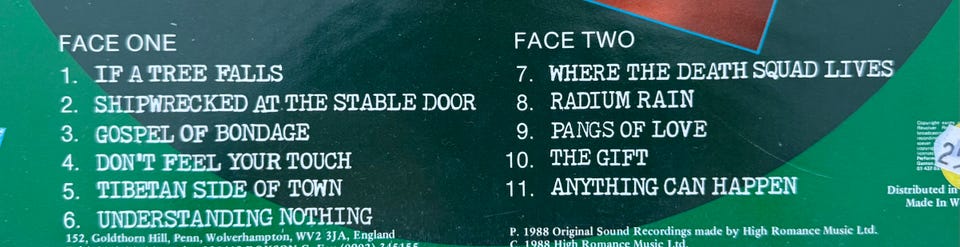 FACE ONE
1. IF A TREE FALLS
2. SHIPWRECKED AT THE STABLE DOOR
3. GOSPEL OF BONDAGE
4. DON'T FEEL YOUR TOUCH
5. TIBETAN SIDE OF TOWN
6. UNDERSTANDING NOTHING
152, Goldthorn Hill, Penn, Wolverhampton, WV2 3JA, England
FACE TWO
7. WHERE THE DEATH SQUAD LIVES
8. RADIUM RAIN
9. PANGS OF LOVE
10. THE GIFT
11. ANYTHING CAN HAPPEN
P. 1988 Original Sound Recordings made by High Romance Music Ltd.
C. 1988 High Romance Music Ltd.
Distributed in
Made In W